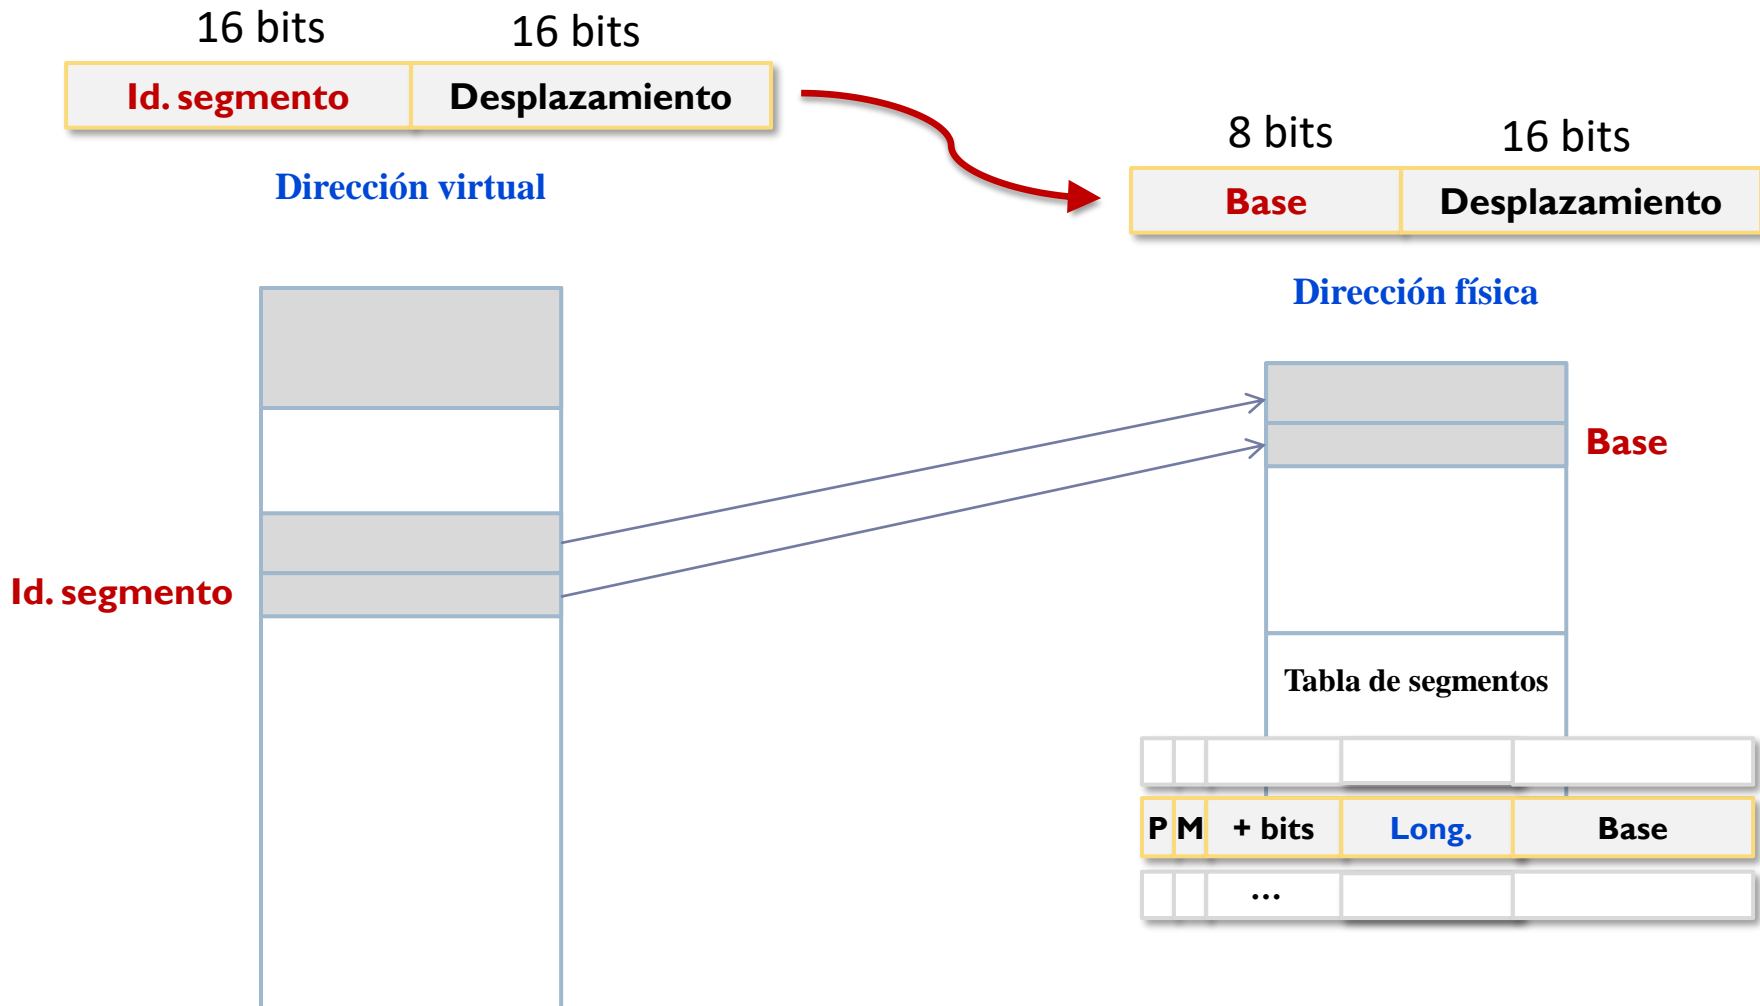 16 bits 16 bits
Id. segmento Desplazamiento
Dirección virtual
8 bits 16 bits
Base Desplazamiento
Dirección física
Base
Id. segmento
Tabla de segmentos
P M + bits Long. Base
...